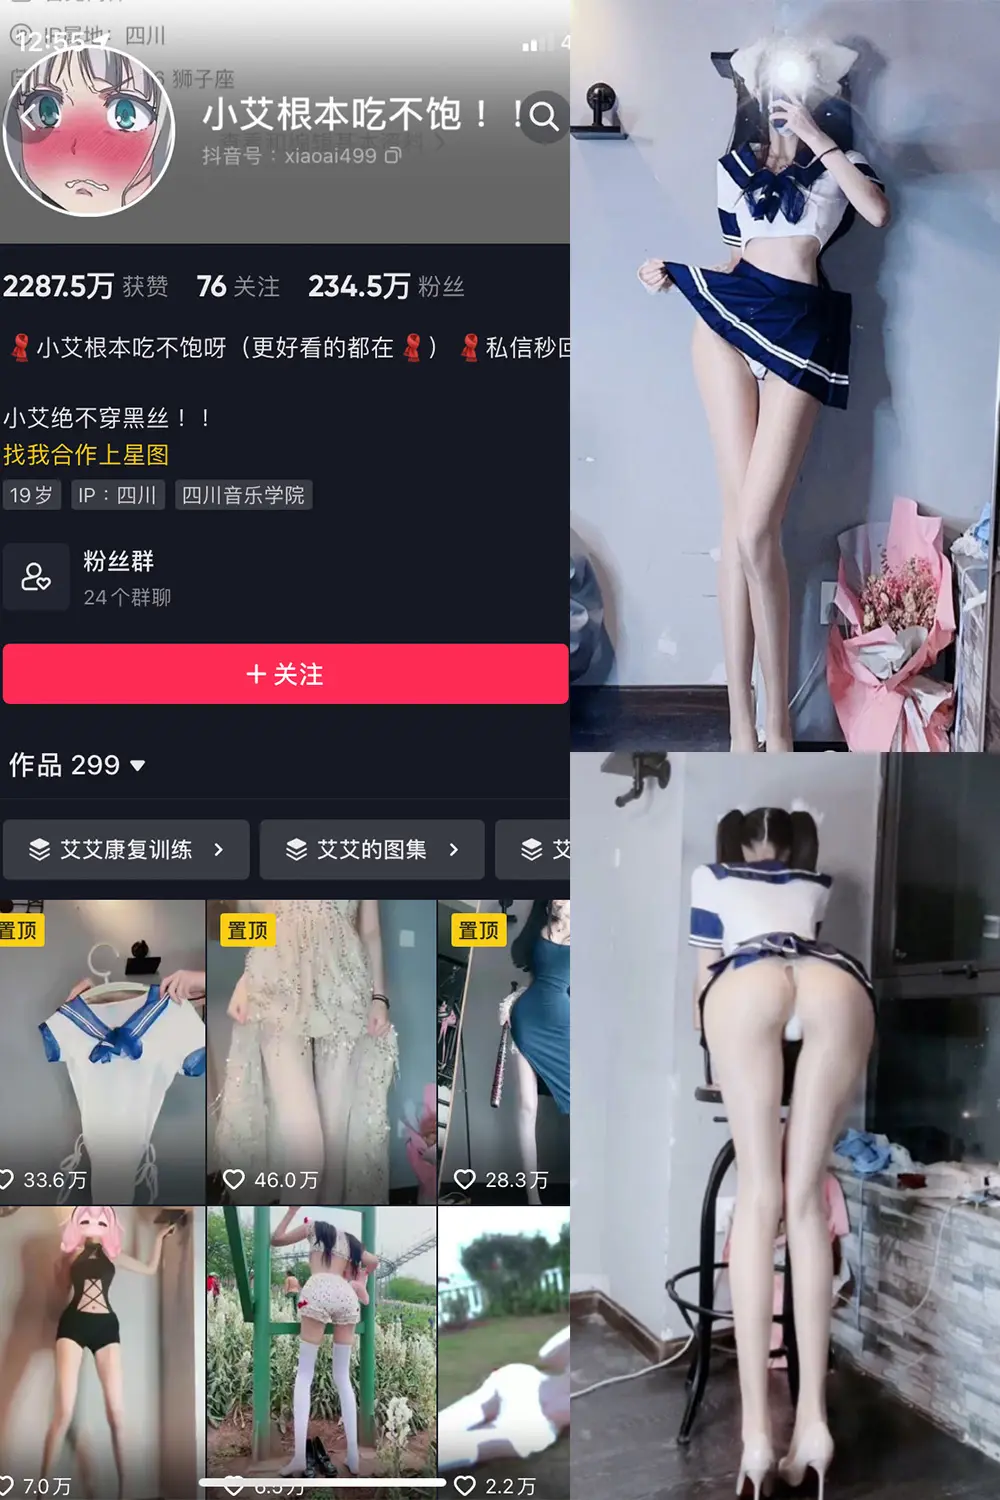 12:55
四川
狮子座
小艾根本吃不饱！！
抖音号：xiaoai499
2287.5万 获赞 76 关注 234.5万 粉丝
小艾根本吃不饱呀（更好看的都在 ） 私信秒回
小艾绝不穿黑丝！！
找我合作上星图
19岁 IP：四川 四川音乐学院
粉丝群
24个群聊
＋关注
作品 299
艾艾康复训练 艾艾的图集 艾
置顶 置顶 置顶
33.6万 46.0万 28.3万
7.0万 6.5万 2.2万